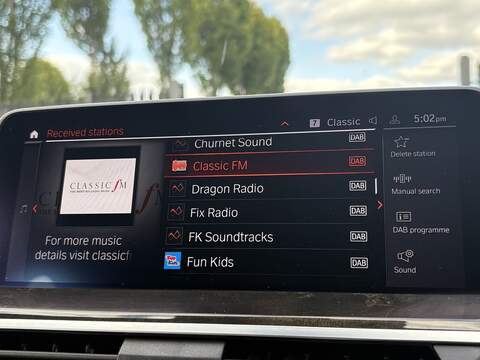 7 Classic 5:02pm
Received stations
Churnet Sound DAB
Classic FM DAB
Dragon Radio DAB
Fix Radio DAB
FK Soundtracks DAB
Fun Kids DAB
CLASSIC fM
For more music
details visit classicf
Delete station
Manual search
DAB programme
Sound